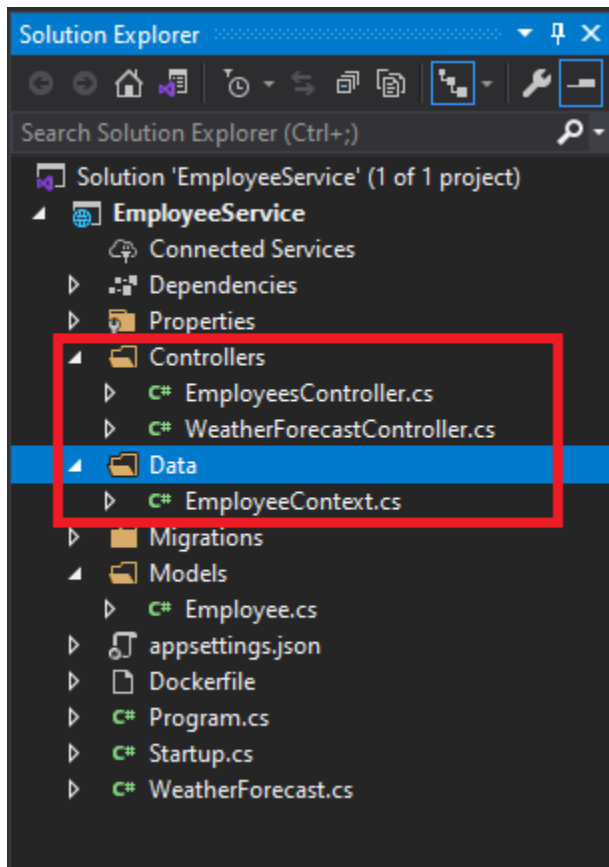 Solution Explorer
Search Solution Explorer (Ctrl+;)
Solution 'EmployeeService' (1 of 1 project)
EmployeeService
Connected Services
Dependencies
Properties
Controllers
C# EmployeesController.cs
C# WeatherForecastController.cs
Data
C# EmployeeContext.cs
Migrations
Models
C# Employee.cs
appsettings.json
Dockerfile
C# Program.cs
C# Startup.cs
C# WeatherForecast.cs